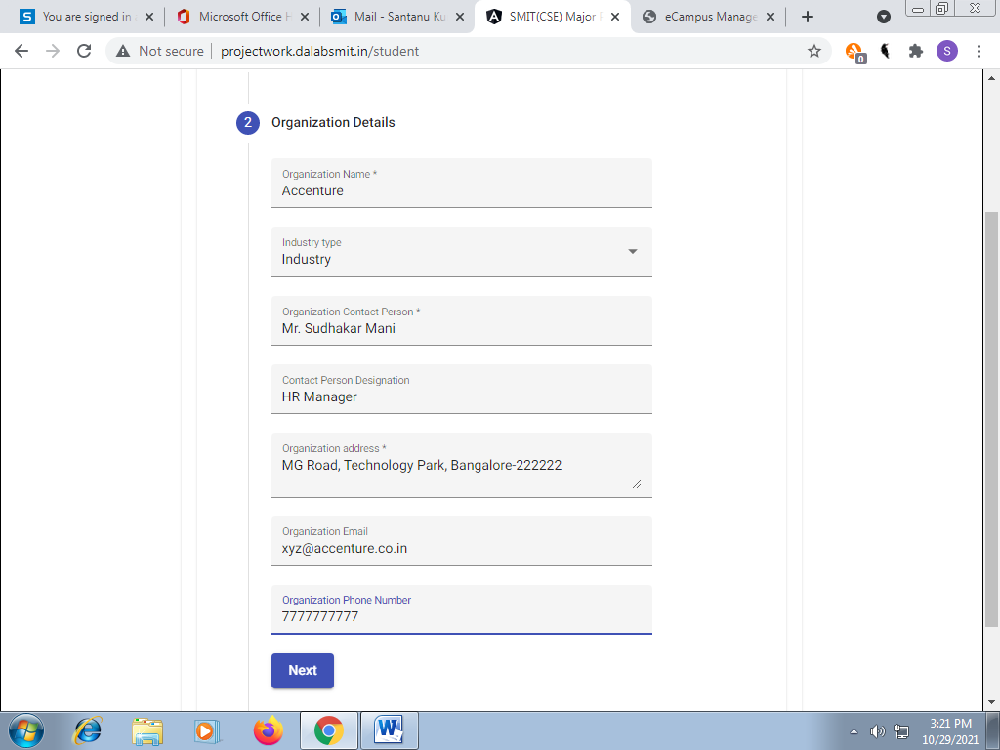 You are signed in
Microsoft Office
Mail - Santanu Ku
SMIT(CSE) Major
eCampus Manage
Not secure
projectwork.dalabsmit.in/student
0
S
2 Organization Details
Organization Name *
Accenture
Industry type
Industry
Organization Contact Person *
Mr. Sudhakar Mani
Contact Person Designation
HR Manager
Organization address *
MG Road, Technology Park, Bangalore-222222
Organization Email
xyz@accenture.co.in
Organization Phone Number
7777777777
Next
3:21 PM
10/29/2021